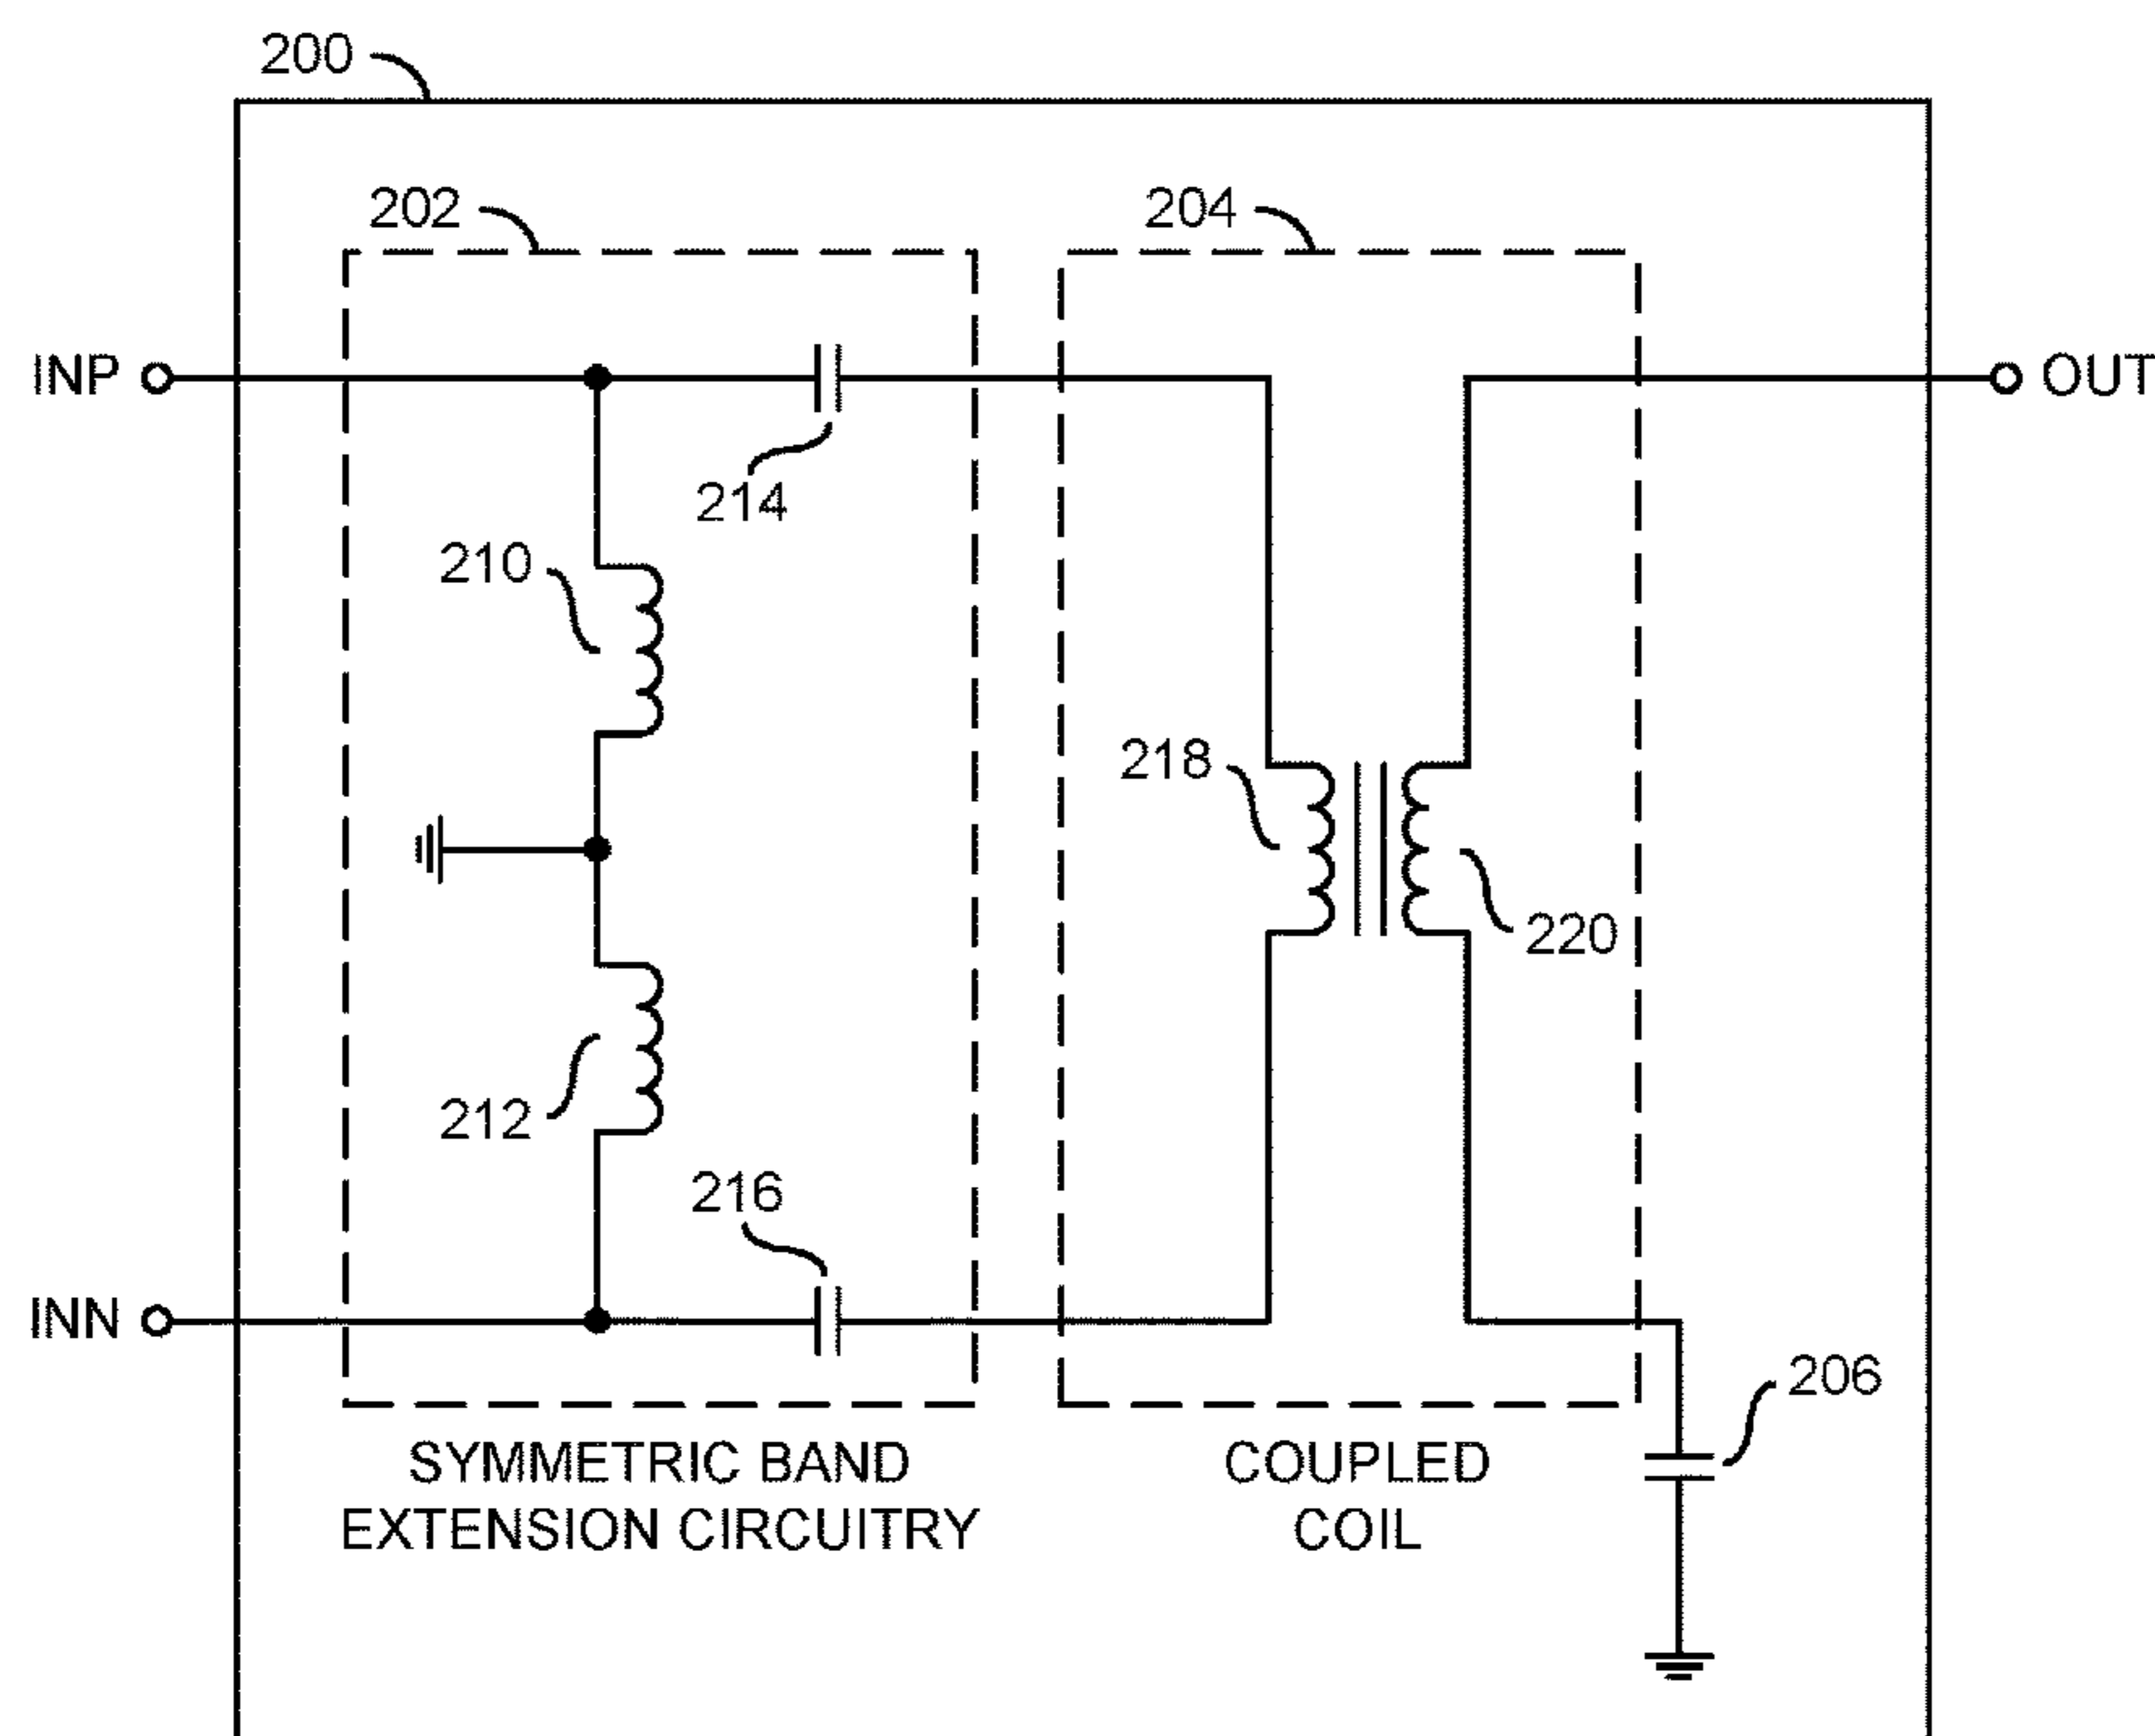 200
202
204
INP
OUT
214
210
218
220
212
216
INN
206
SYMMETRIC BAND
EXTENSION CIRCUITRY
COUPLED
COIL